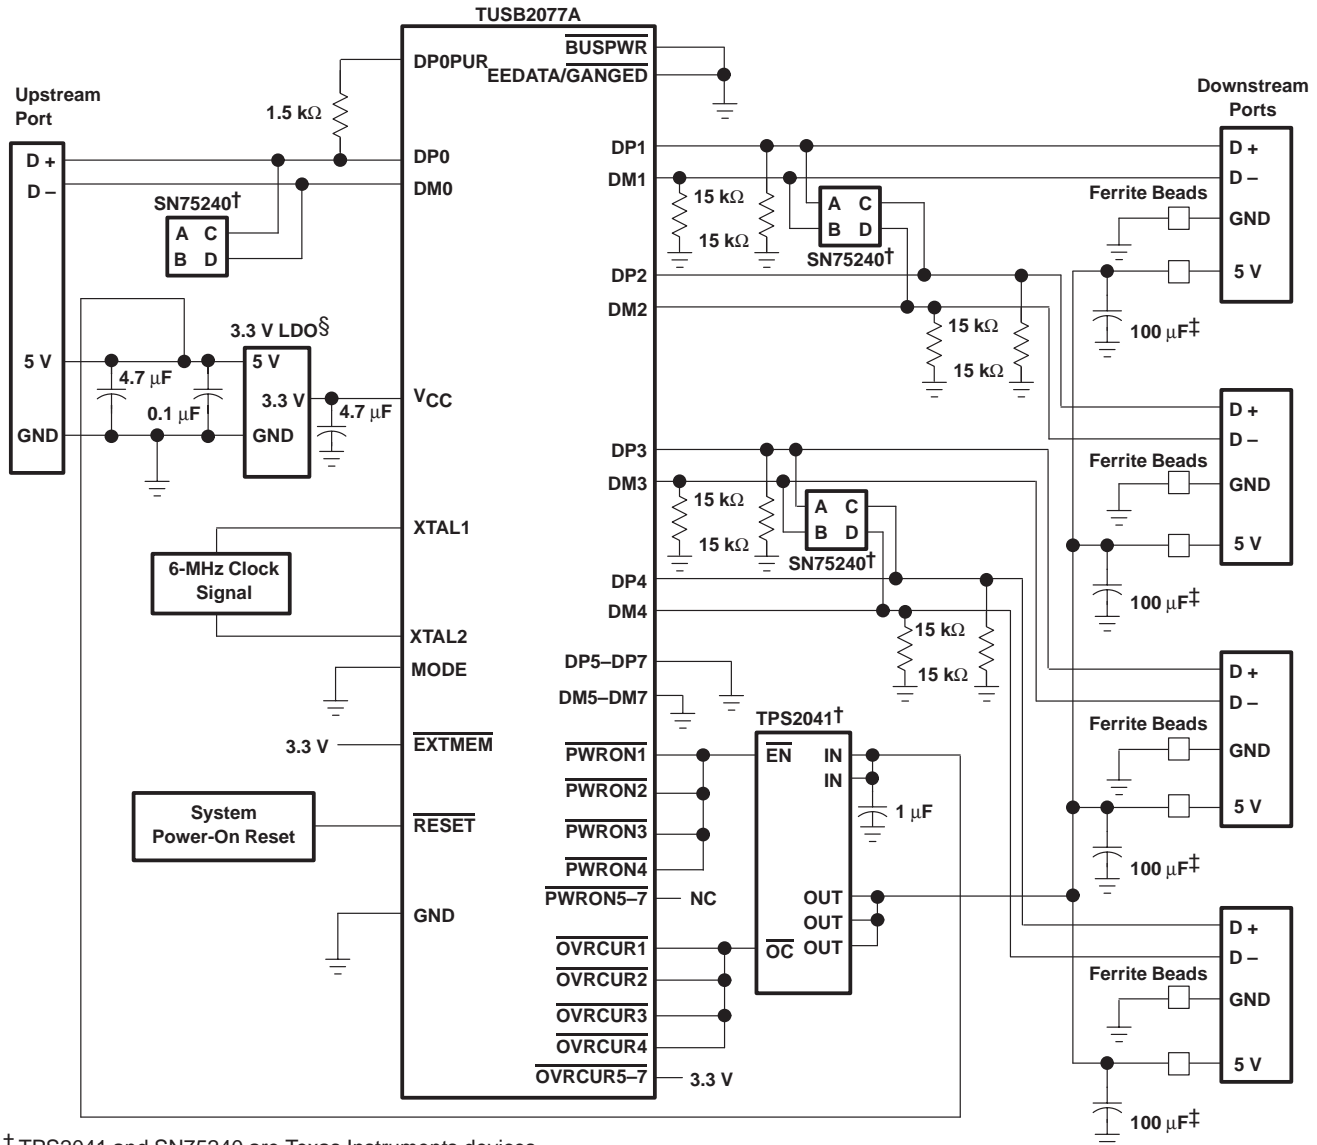 TUSB2077A
Upstream
Port
D +
D –
SN75240†
A C
B D
1.5 kΩ
5 V
GND
4.7 μF
0.1 μF
3.3 V LDO§
5 V
3.3 V
GND
4.7 μF
6-MHz Clock
Signal
3.3 V
System
Power-On Reset
DP0PUR
DP0
DM0
VCC
XTAL1
XTAL2
MODE
EXTMEM
RESET
GND
BUSPWR
EEDATA/GANGED
DP1
DM1
DP2
DM2
DP3
DM3
DP4
DM4
DP5–DP7
DM5–DM7
PWRON1
PWRON2
PWRON3
PWRON4
PWRON5–7
NC
OVRCUR1
OVRCUR2
OVRCUR3
OVRCUR4
OVRCUR5–7
3.3 V
15 kΩ
15 kΩ
A C
B D
SN75240†
15 kΩ
15 kΩ
15 kΩ
15 kΩ
A C
B D
SN75240†
15 kΩ
15 kΩ
TPS2041†
EN
IN
IN
1 μF
OUT
OUT
OC OUT
Downstream
Ports
D +
D –
Ferrite Beads
GND
5 V
100 μF‡
D +
D –
Ferrite Beads
GND
5 V
100 μF‡
D +
D –
Ferrite Beads
GND
5 V
100 μF‡
D +
D –
Ferrite Beads
GND
5 V
100 μF‡
† TPS2041 and SN75240 are Texas Instruments devices